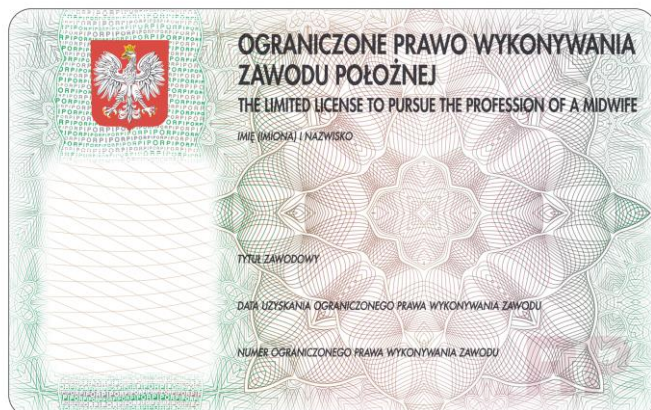 OGRANICZONE PRAWO WYKONYWANIA
ZAWODU POŁOŻNEJ
THE LIMITED LICENSE TO PURSUE THE PROFESSION OF A MIDWIFE
IMIĘ (IMIONA) I NAZWISKO
TYTUŁ ZAWODOWY
DATA UZYSKANIA OGRANICZONEGO PRAWA WYKONYWANIA ZAWODU
NUMER OGRANICZONEGO PRAWA WYKONYWANIA ZAWODU
RP